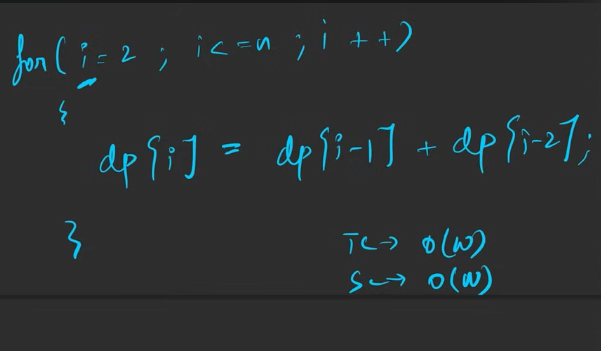 for( i = 2 ; i <= n ; i ++)
{
dp[i] = dp[i-1] + dp[i-2];
}
TC → O(N)
SC → O(N)